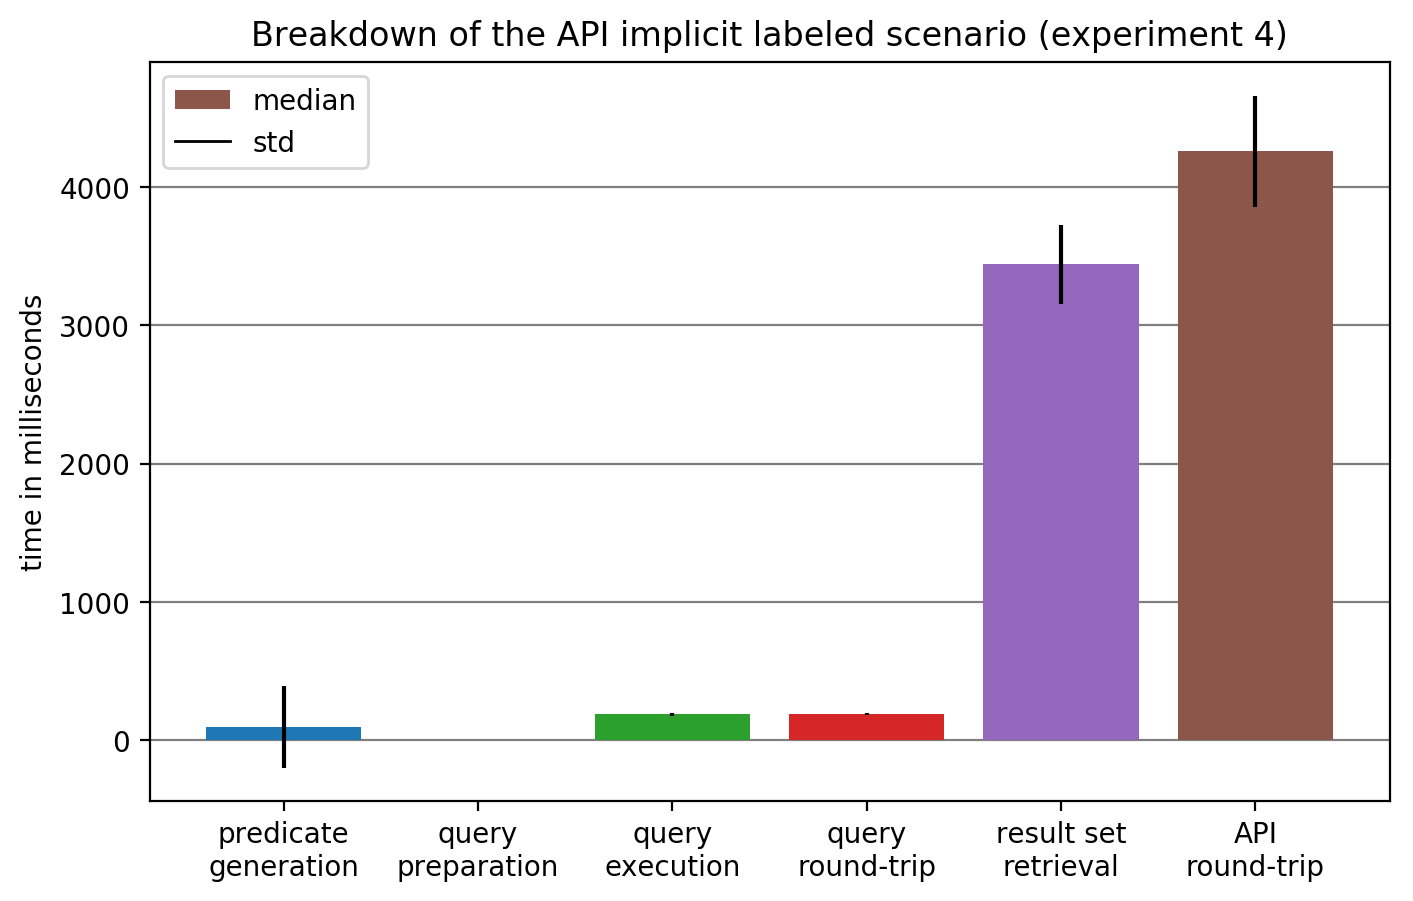 Breakdown of the API implicit labeled scenario (experiment 4)
median
std
time in milliseconds
4000
3000
2000
1000
0
predicate
generation
query
preparation
query
execution
query
round-trip
result set
retrieval
API
round-trip